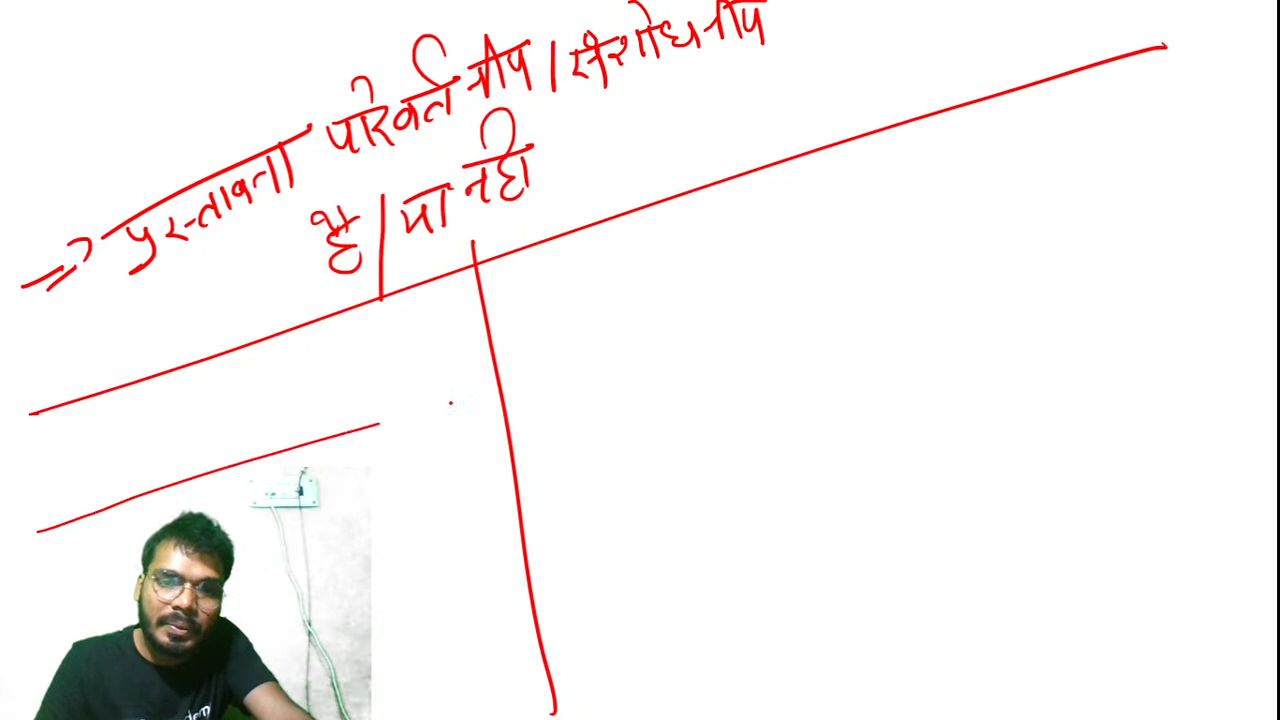 => प्रस्तावना परिवर्तनीय / संशोधनीय
है / या नहीं